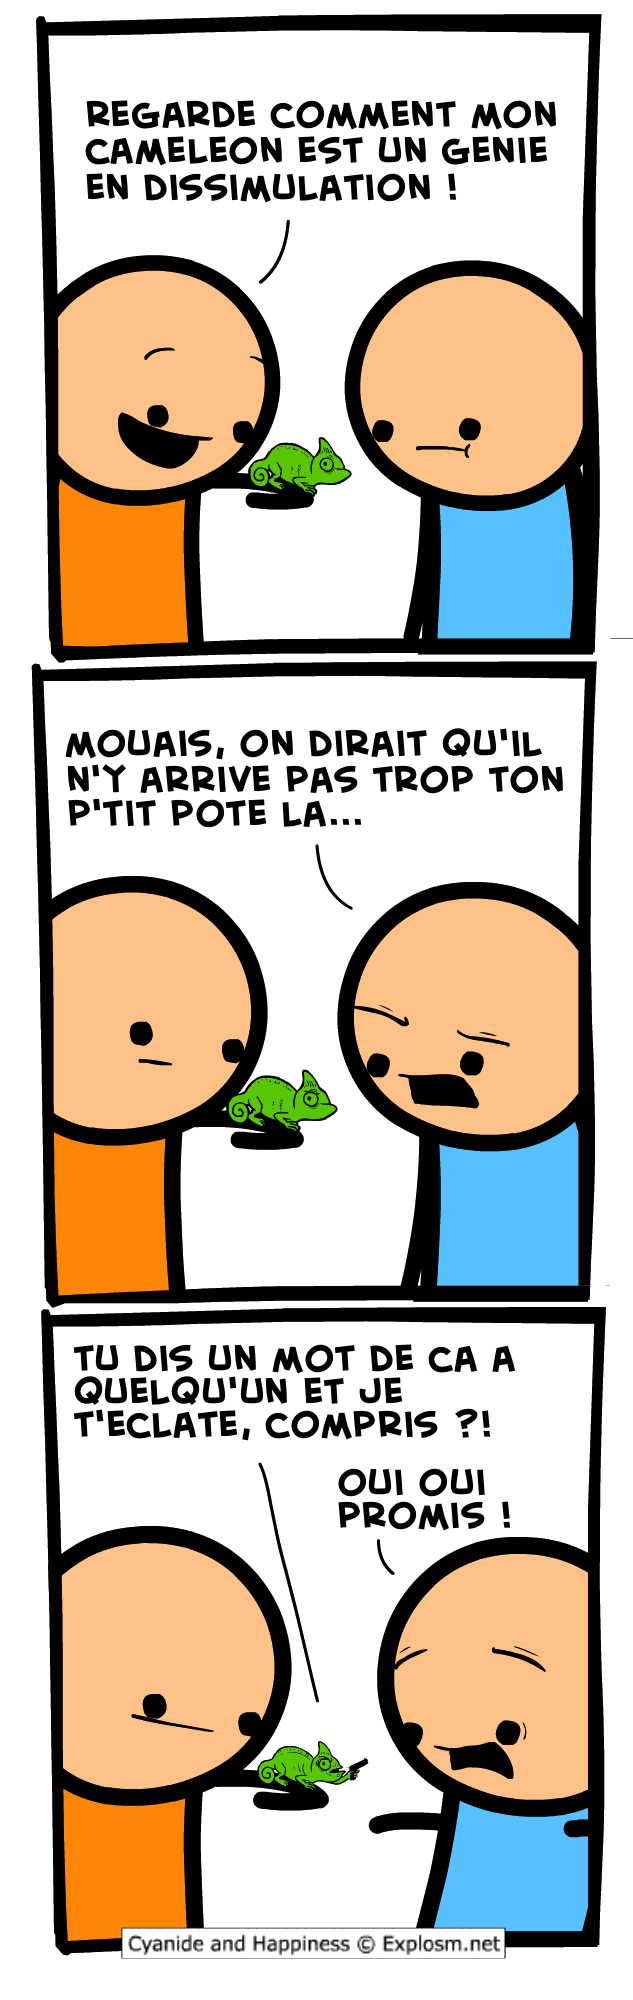 REGARDE COMMENT MON
CAMELEON EST UN GENIE
EN DISSIMULATION !
MOUAIS, ON DIRAIT QU'IL
N'Y ARRIVE PAS TROP TON
P'TIT POTE LA...
TU DIS UN MOT DE CA A
QUELQU'UN ET JE
T'ECLATE, COMPRIS ?!
OUI OUI
PROMIS !
Cyanide and Happiness © Explosm.net